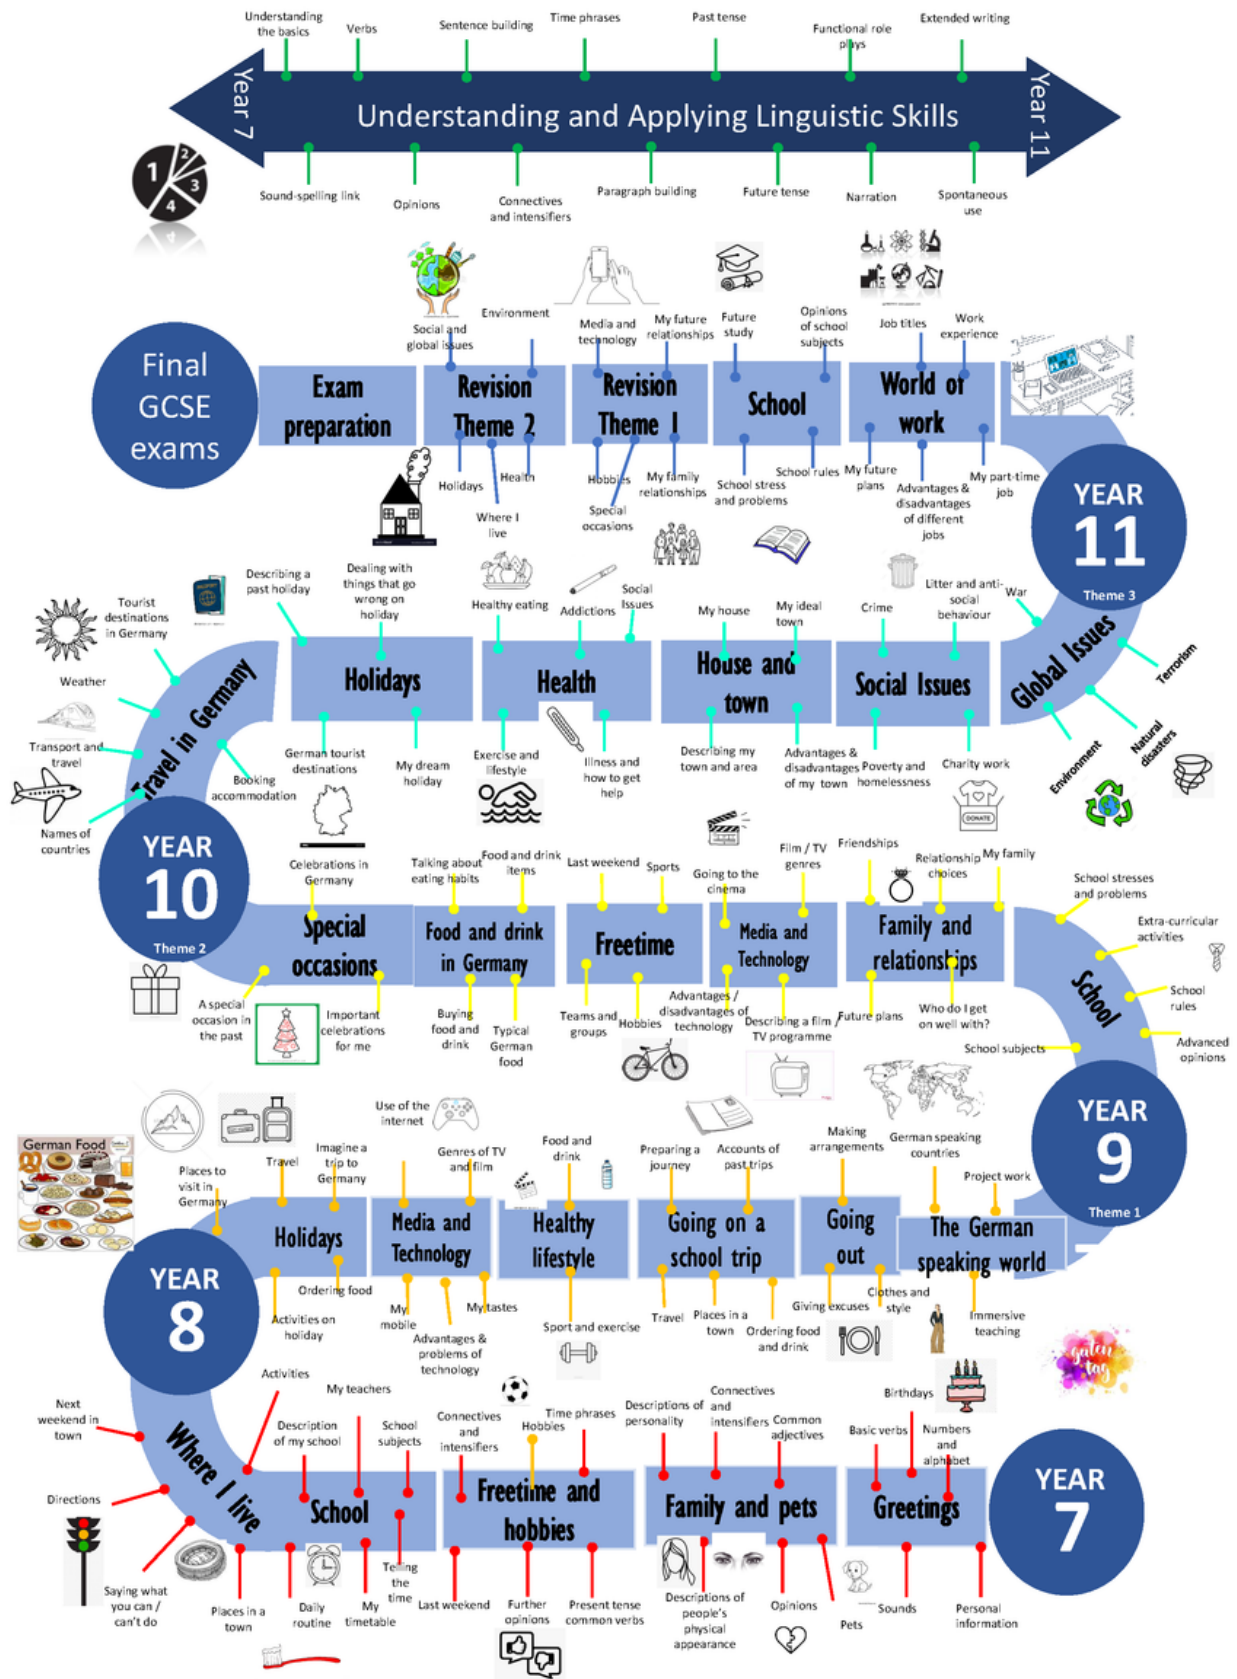 Understanding
the basics
Verbs
Sentence building
Time phrases
Past tense
Functional role
plays
Extended writing
Year 7
Understanding and Applying Linguistic Skills
Year 11
Sound-spelling link
Opinions
Connectives
and intensifiers
Paragraph building
Future tense
Narration
Spontaneous
use
1
2
3
4
Social and
global issues
Environment
Media and
technology
My future
relationships
Future
study
Opinions
of school
subjects
Job titles
Work
experience
Final
GCSE
exams
Exam
preparation
Revision
Theme 2
Revision
Theme 1
School
World of
work
Holidays
Where I
live
Health
Hobbies
Special
occasions
My family
relationships
School stress
and problems
School rules
My future
plans
Advantages &
disadvantages
of different
jobs
My part-time
job
YEAR
11
Theme 3
Tourist
destinations
in Germany
Describing a
past holiday
Dealing with
things that go
wrong on
holiday
Healthy eating
Addictions
Social
Issues
My house
My ideal
town
Crime
Litter and anti-
social
behaviour
War
Terrorism
Weather
Transport and
travel
Names of
countries
Travel in Germany
Booking
accommodation
Holidays
Health
House and
town
Social Issues
Global Issues
German tourist
destinations
My dream
holiday
Exercise and
lifestyle
Illness and
how to get
help
Describing my
town and area
Advantages &
disadvantages
of my town
Poverty and
homelessness
Charity work
DONATE
Environment
Natural
disasters
YEAR
10
Theme 2
Celebrations in
Germany
Talking about
eating habits
Food and drink
items
Last weekend
Sports
Going to the
cinema
Film / TV
genres
Friendships
Relationship
choices
My family
School stresses
and problems
Extra-curricular
activities
School
rules
Advanced
opinions
Special
occasions
Food and drink
in Germany
Freetime
Media and
Technology
Family and
relationships
School
A special
occasion in
the past
Important
celebrations
for me
Buying
food and
drink
Typical
German
food
Teams and
groups
Hobbies
Advantages /
disadvantages of
technology
Describing a film /
TV programme
Future plans
Who do I get
on well with?
School subjects
YEAR
9
Theme 1
German Food
Places to
visit in
Germany
Travel
Imagine a
trip to
Germany
Use of the
internet
Genres of TV
and film
Food and
drink
Preparing a
journey
Accounts of
past trips
Making
arrangements
German speaking
countries
Project work
Holidays
Media and
Technology
Healthy
lifestyle
Going on a
school trip
Going
out
The German
speaking world
YEAR
8
Activities on
holiday
Ordering food
My
mobile
Advantages &
problems of
technology
My tastes
Sport and exercise
Travel
Places in a
town
Ordering food
and drink
Giving excuses
Clothes and
style
Immersive
teaching
guten
tag
Next
weekend in
town
Activities
Description
of my school
My teachers
School
subjects
Connectives
and
intensifiers
Hobbies
Time phrases
Descriptions of
personality
Connectives
and
intensifiers
Common
adjectives
Basic verbs
Birthdays
Numbers
and
alphabet
Directions
Where I live
School
Freetime and
hobbies
Family and pets
Greetings
YEAR
7
Saying what
you can /
can't do
Places in a
town
Daily
routine
My
timetable
Telling
the
time
Last weekend
Further
opinions
Present tense
common verbs
Descriptions of
people's
physical
appearance
Opinions
Pets
Sounds
Personal
information